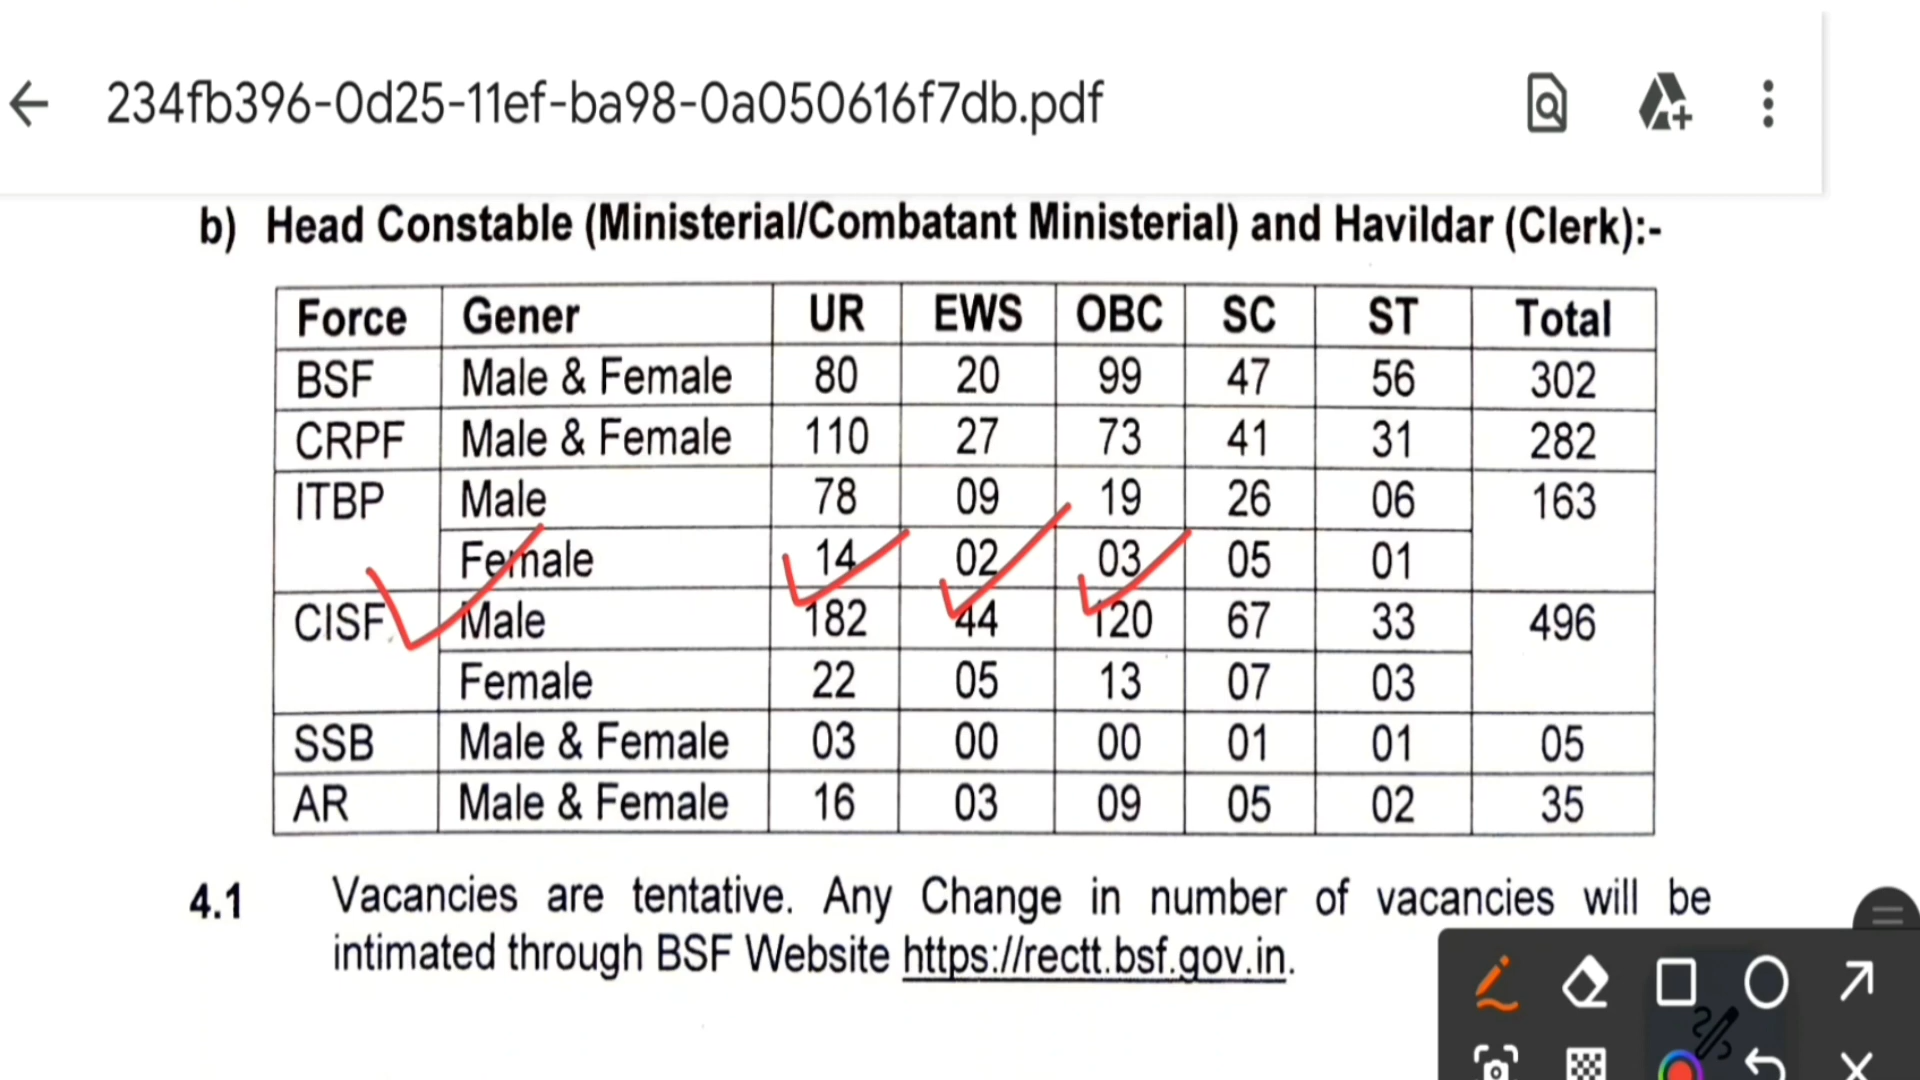 234fb396-0d25-11ef-ba98-0a050616f7db.pdf
b) Head Constable (Ministerial/Combatant Ministerial) and Havildar (Clerk):-
Force Gener UR EWS OBC SC ST Total
BSF Male & Female 80 20 99 47 56 302
CRPF Male & Female 110 27 73 41 31 282
ITBP Male 78 09 19 26 06 163
Female 14 02 03 05 01
CISF Male 182 44 120 67 33 496
Female 22 05 13 07 03
SSB Male & Female 03 00 00 01 01 05
AR Male & Female 16 03 09 05 02 35
4.1 Vacancies are tentative. Any Change in number of vacancies will be
intimated through BSF Website https://rectt.bsf.gov.in.